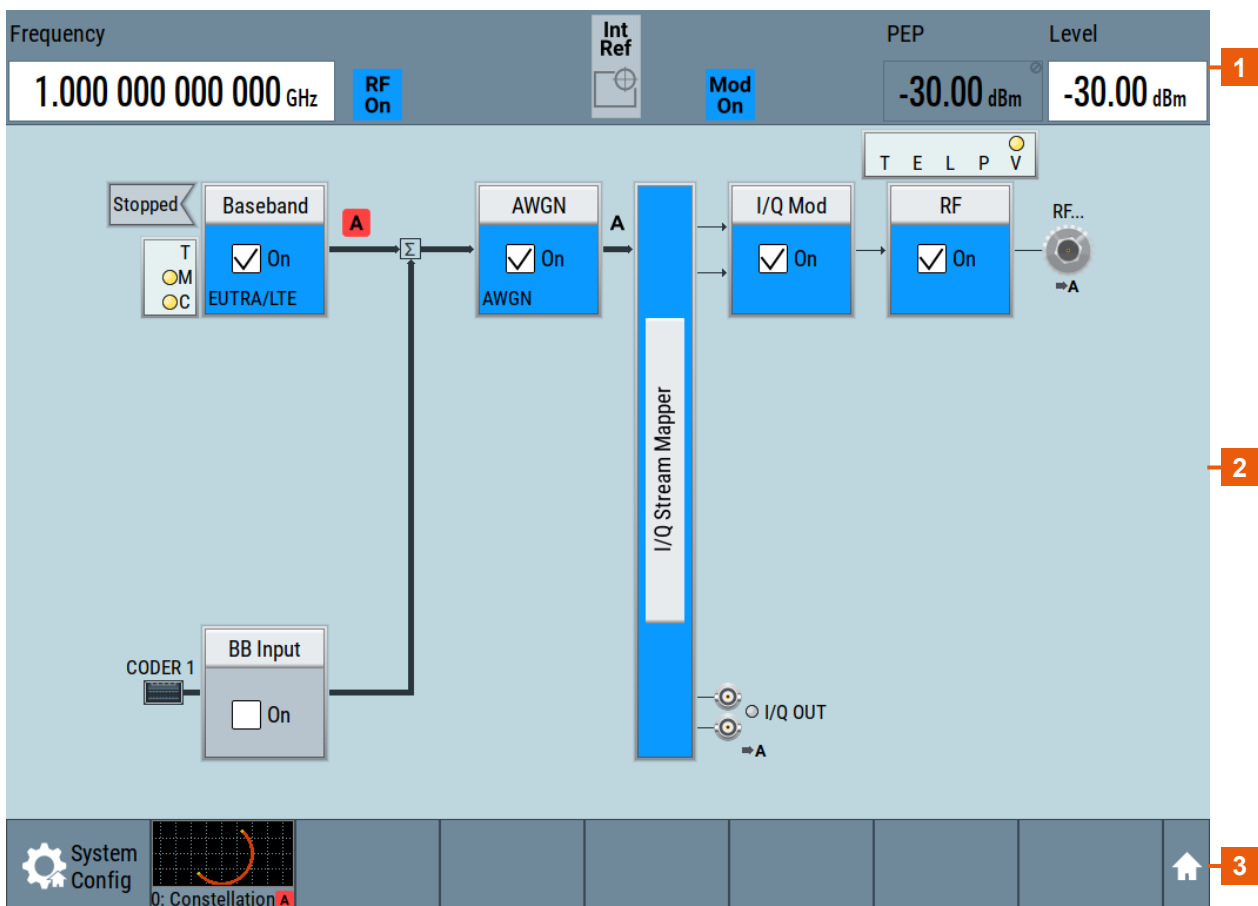 Frequency
Int
Ref
PEP
Level
1.000 000 000 000 GHz
RF
On
Mod
On
-30.00 dBm
-30.00 dBm
1
T E L P V
Stopped
Baseband
A
AWGN
A
I/Q Mod
RF
RF...
On
Σ
On
On
On
T
M
C
EUTRA/LTE
AWGN
A
I/Q Stream Mapper
2
BB Input
CODER 1
On
I/Q OUT
A
System
Config
0: Constellation A
3